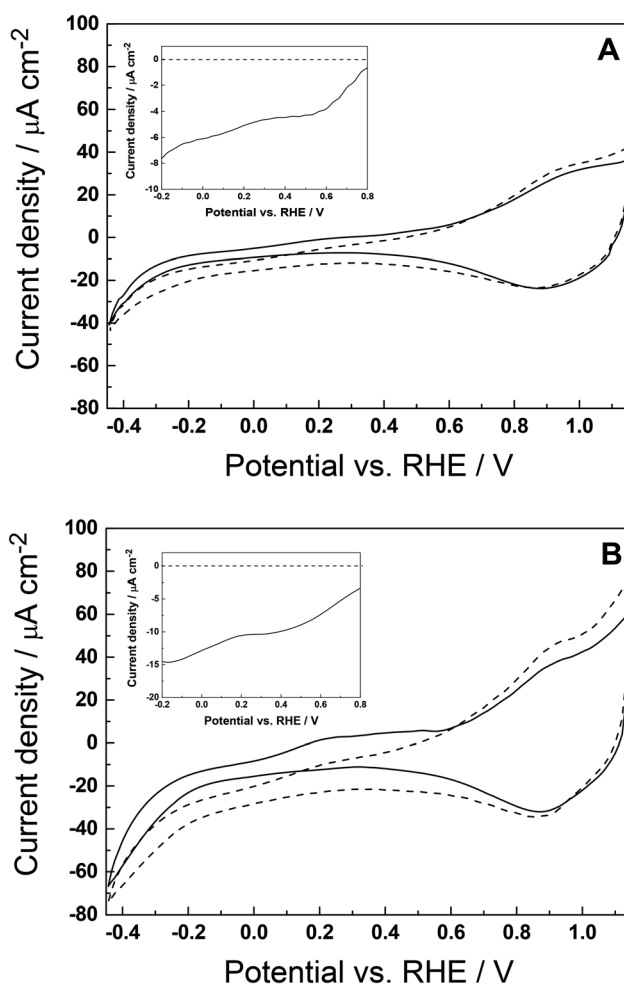 A
Current density / μA cm⁻²
100
80
60
40
20
0
-20
-40
-60
-80
-0.4 -0.2 0.0 0.2 0.4 0.6 0.8 1.0
Potential vs. RHE / V
Current density / μA cm⁻²
0
-2
-4
-6
-8
-10
-0.2 0.0 0.2 0.4 0.6 0.8
Potential vs. RHE / V
B
Current density / μA cm⁻²
100
80
60
40
20
0
-20
-40
-60
-80
-0.4 -0.2 0.0 0.2 0.4 0.6 0.8 1.0
Potential vs. RHE / V
Current density / μA cm⁻²
0
-5
-10
-15
-20
-0.2 0.0 0.2 0.4 0.6 0.8
Potential vs. RHE / V